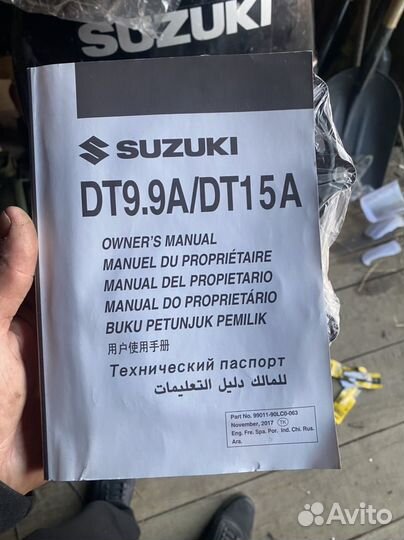 SUZUKI
SUZUKI
DT9.9A/DT15A
OWNER'S MANUAL
MANUEL DU PROPRIÉTAIRE
MANUAL DEL PROPIETARIO
MANUAL DO PROPRIETÁRIO
BUKU PETUNJUK PEMILIK
用户使用手册
Технический паспорт
للمالك دليل التعليمات
Part No. 99011-90LC0-063
November, 2017 TK
Eng. Fre. Spa. Por. Ind. Chi. Rus.
Ara.
Avito